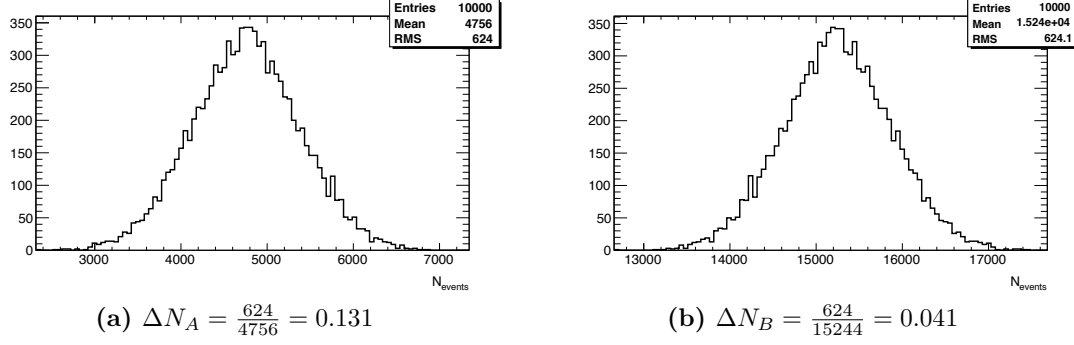 Entries 10000
Mean 4756
RMS 624
350
300
250
200
150
100
50
0
3000 4000 5000 6000 7000
N_events
(a) ΔN_A = 624/4756 = 0.131
Entries 10000
Mean 1.524e+04
RMS 624.1
350
300
250
200
150
100
50
0
13000 14000 15000 16000 17000
N_events
(b) ΔN_B = 624/15244 = 0.041